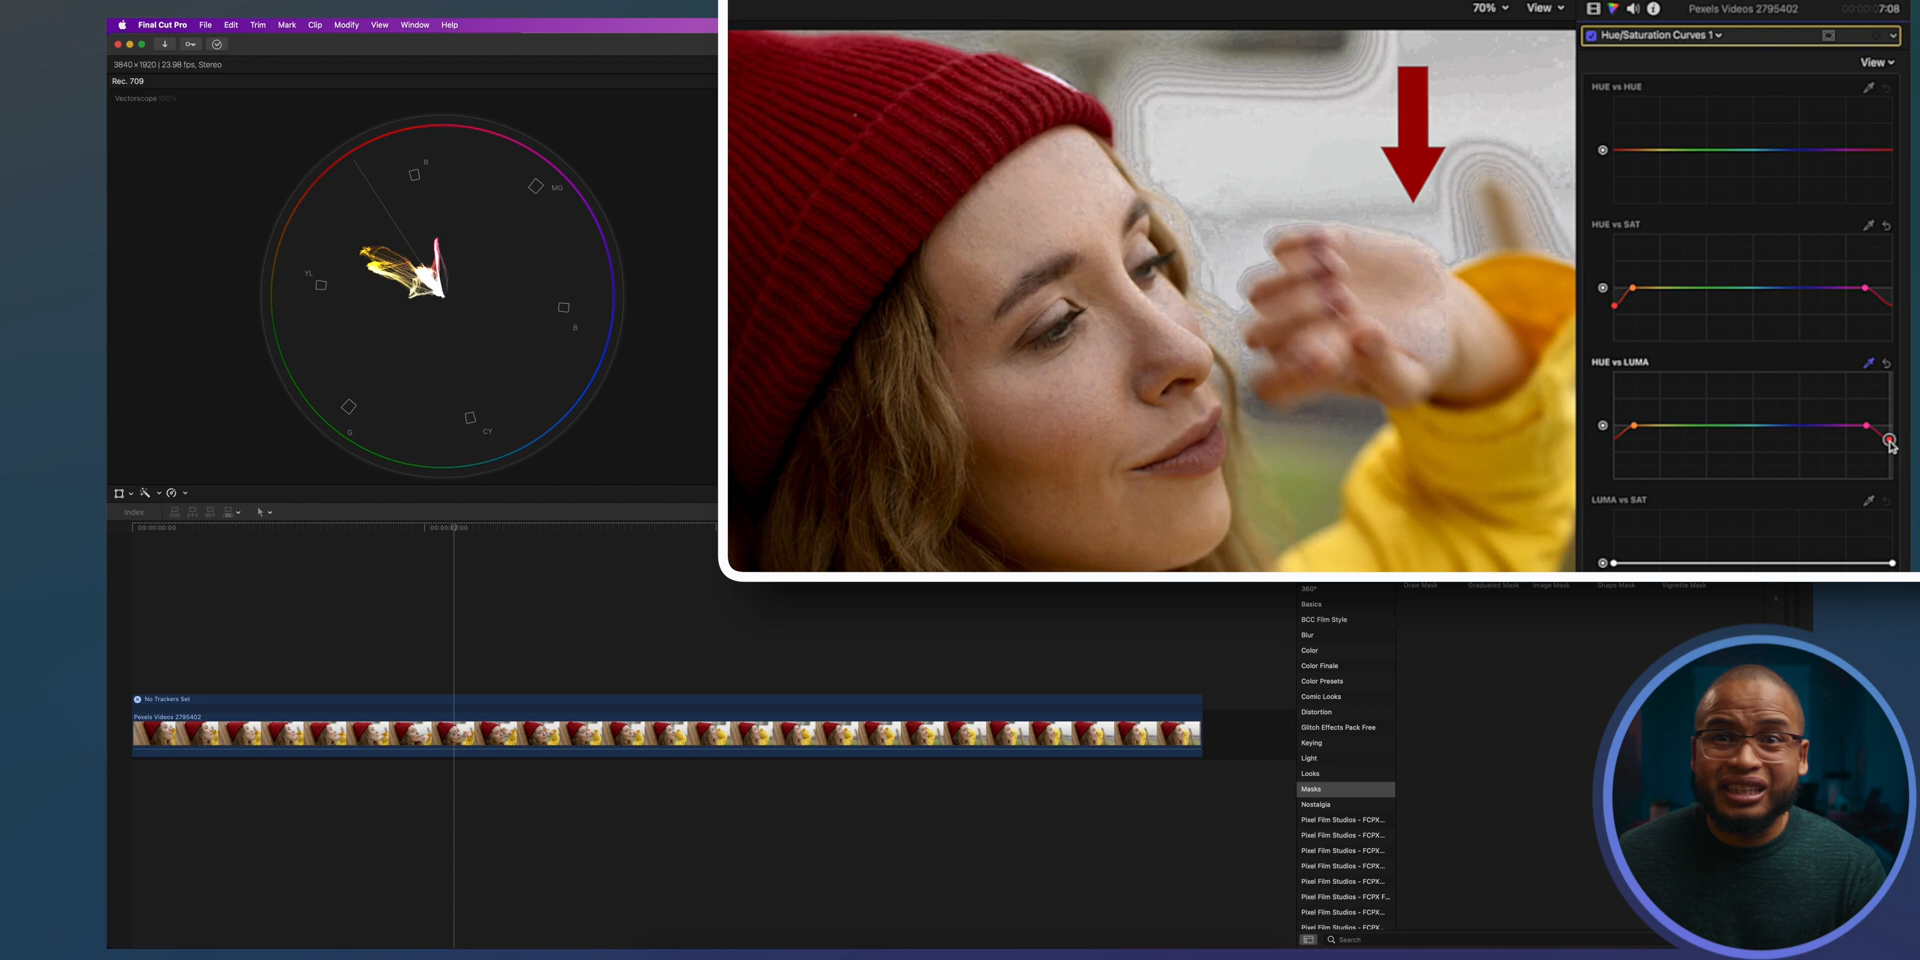 Final Cut Pro File Edit Trim Mark Clip Modify View Window Help
3840×1920 | 23.98 fps, Stereo
Rec. 709
Vectorscope 100%
R
MG
YL
B
G
CY
Index
00:00:00:00
No Trackers Set
Pexels Videos 2795402
70% View
Pexels Videos 2795402 7:08
Hue/Saturation Curves 1
View
HUE vs HUE
HUE vs SAT
HUE vs LUMA
LUMA vs SAT
Draw Mask Graduated Mask Image Mask Shape Mask Vignette Mask
360°
Basics
BCC Film Style
Blur
Color
Color Finale
Color Presets
Comic Looks
Distortion
Glitch Effects Pack Free
Keying
Light
Looks
Masks
Nostalgia
Pixel Film Studios - FCPX...
Pixel Film Studios - FCPX...
Pixel Film Studios - FCPX...
Pixel Film Studios - FCPX...
Pixel Film Studios - FCPX...
Pixel Film Studios - FCPX F...
Pixel Film Studios - FCPX...
Pixel Film Studios - FCPX...
Search